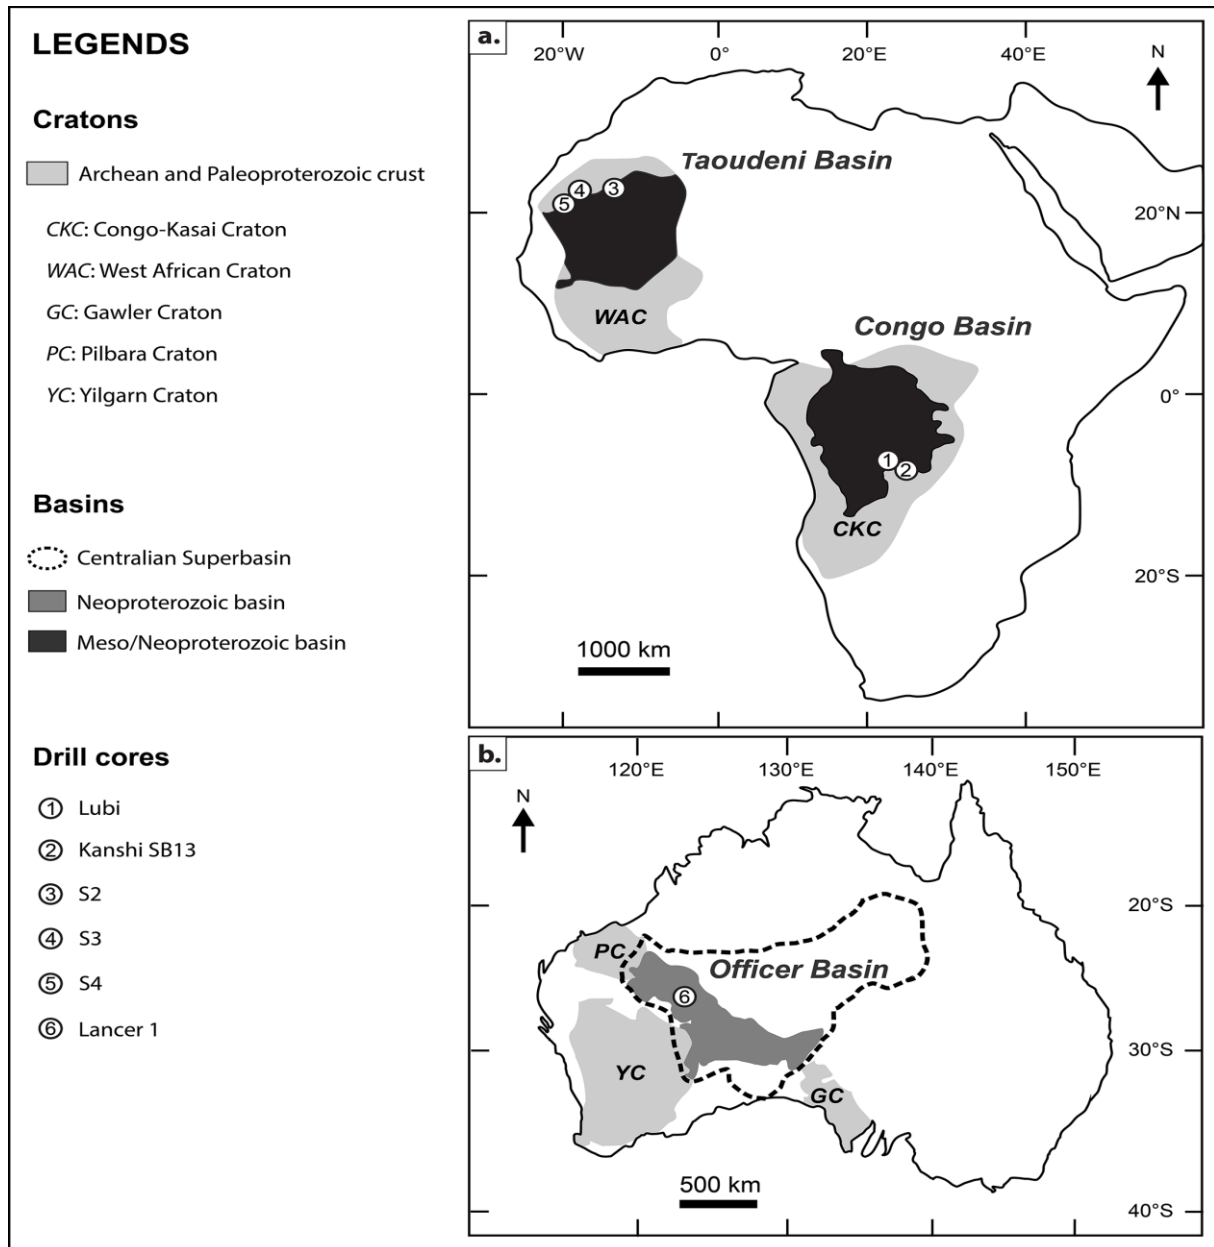 LEGENDS
Cratons
Archean and Paleoproterozoic crust
CKC: Congo-Kasai Craton
WAC: West African Craton
GC: Gawler Craton
PC: Pilbara Craton
YC: Yilgarn Craton
Basins
Centralian Superbasin
Neoproterozoic basin
Meso/Neoproterozoic basin
Drill cores
1 Lubi
2 Kanshi SB13
3 S2
4 S3
5 S4
6 Lancer 1
a.
20°W 0° 20°E 40°E
N
Taoudeni Basin
5 4 3
20°N
WAC
Congo Basin
0°
1 2
CKC
20°S
1000 km
b.
120°E 130°E 140°E 150°E
N
20°S
PC
Officer Basin
6
30°S
YC
GC
500 km
40°S